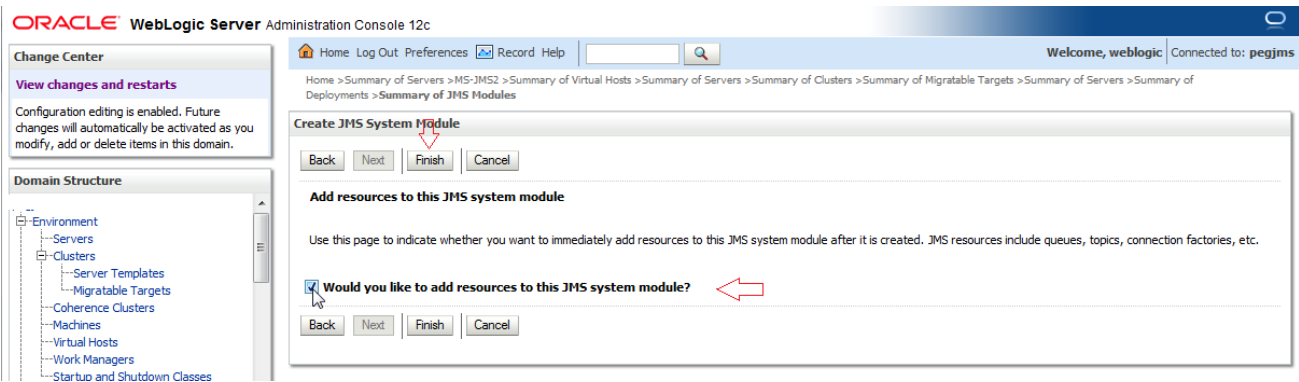 ORACLE WebLogic Server Administration Console 12c
Change Center
View changes and restarts
Configuration editing is enabled. Future
changes will automatically be activated as you
modify, add or delete items in this domain.
Domain Structure
Environment
Servers
Clusters
Server Templates
Migratable Targets
Coherence Clusters
Machines
Virtual Hosts
Work Managers
Startup and Shutdown Classes
Home Log Out Preferences Record Help
Welcome, weblogic Connected to: pegjms
Home >Summary of Servers >MS-JMS2 >Summary of Virtual Hosts >Summary of Servers >Summary of Clusters >Summary of Migratable Targets >Summary of Servers >Summary of
Deployments >Summary of JMS Modules
Create JMS System Module
Back Next Finish Cancel
Add resources to this JMS system module
Use this page to indicate whether you want to immediately add resources to this JMS system module after it is created. JMS resources include queues, topics, connection factories, etc.
Would you like to add resources to this JMS system module?
Back Next Finish Cancel